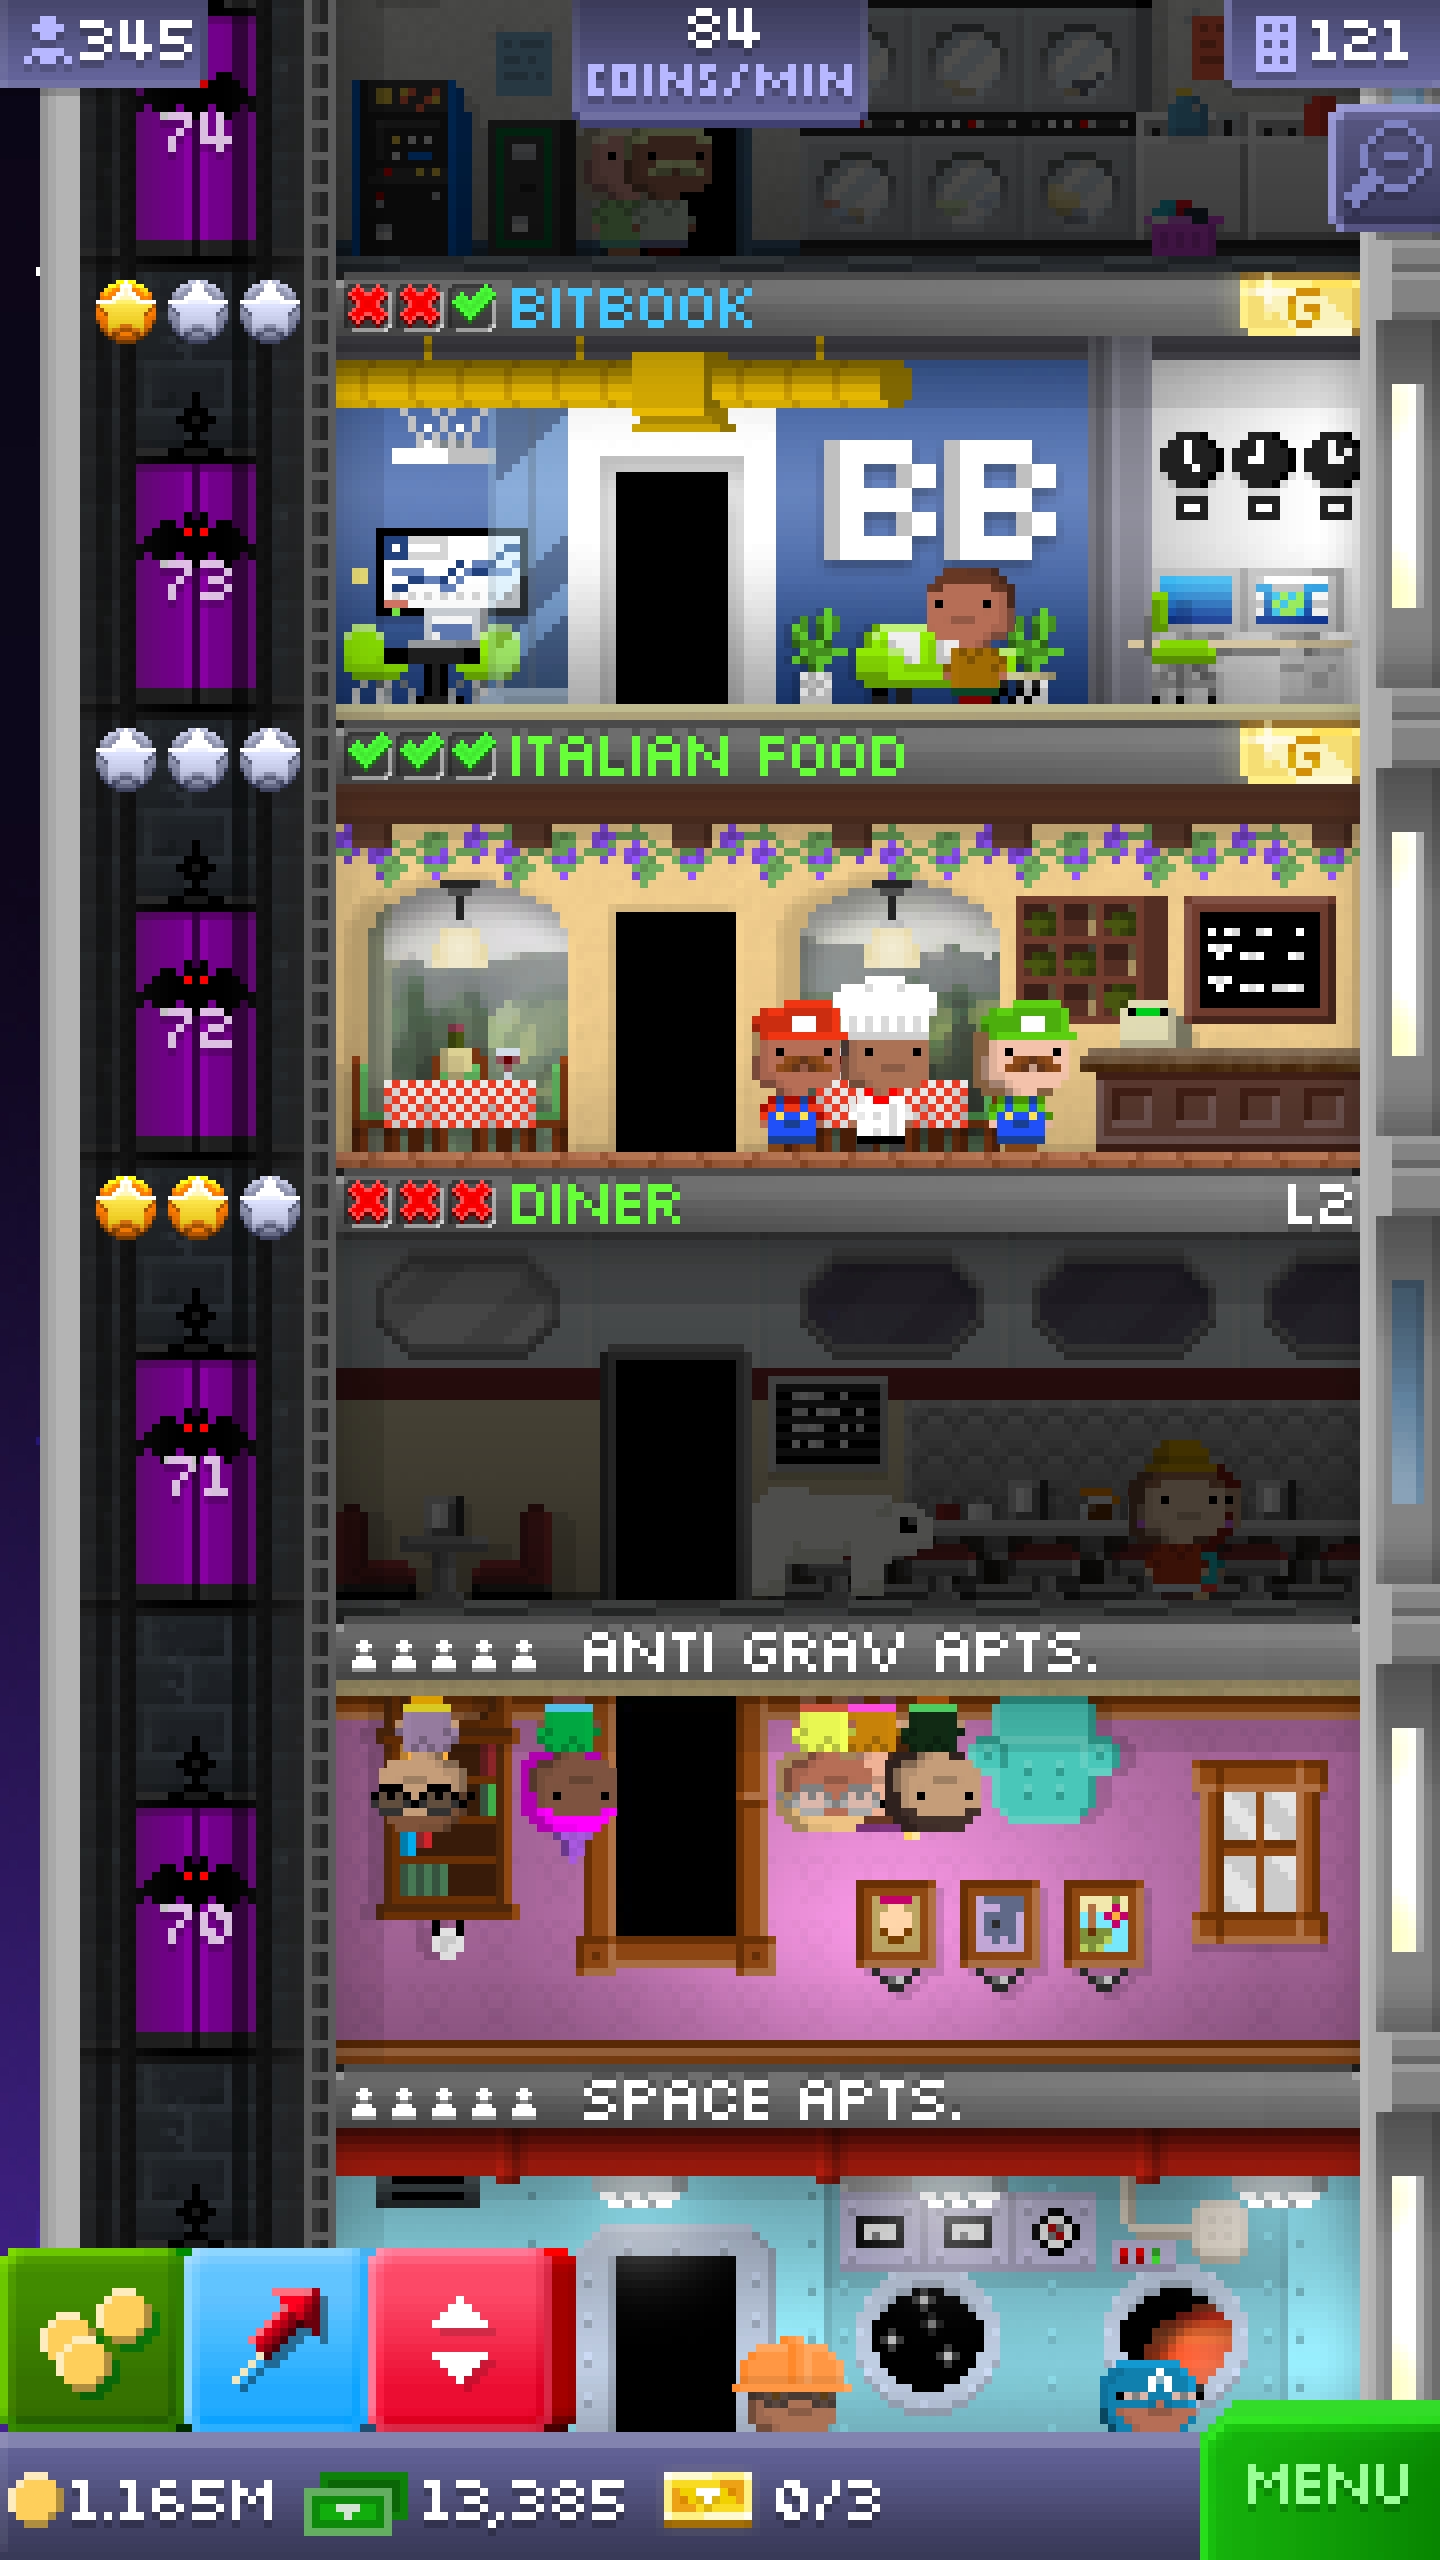 345
84
COINS/MIN
121
74
BITBOOK
G
BB
73
ITALIAN FOOD
G
72
DINER
L2
71
ANTI GRAV APTS.
70
SPACE APTS.
1.165M
13,385
0/3
MENU